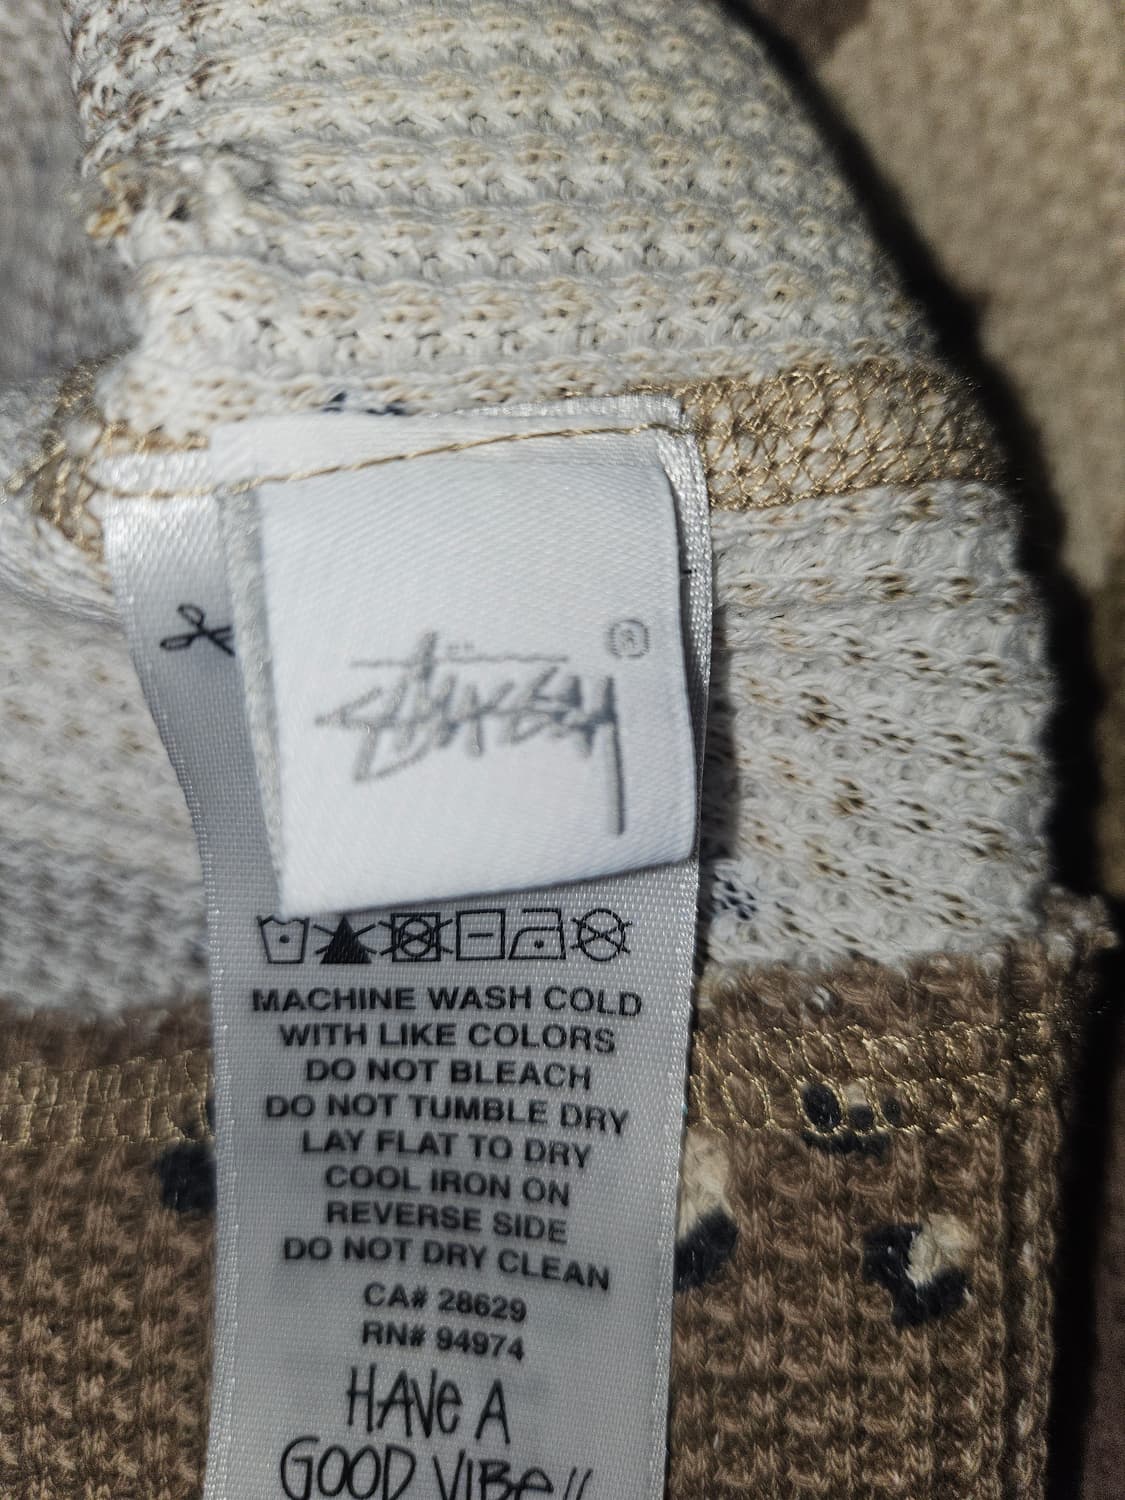 STÜSSY ®
MACHINE WASH COLD
WITH LIKE COLORS
DO NOT BLEACH
DO NOT TUMBLE DRY
LAY FLAT TO DRY
COOL IRON ON
REVERSE SIDE
DO NOT DRY CLEAN
CA# 28629
RN# 94974
HAVE A
GOOD VIBE!!